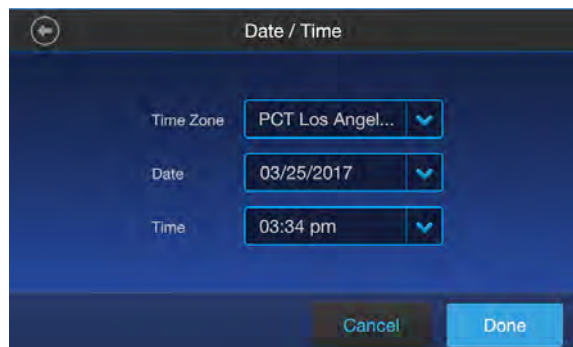 Date / Time
Time Zone PCT Los Angel...
Date 03/25/2017
Time 03:34 pm
Cancel Done